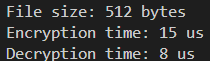 File size: 512 bytes
Encryption time: 15 us
Decryption time: 8 us